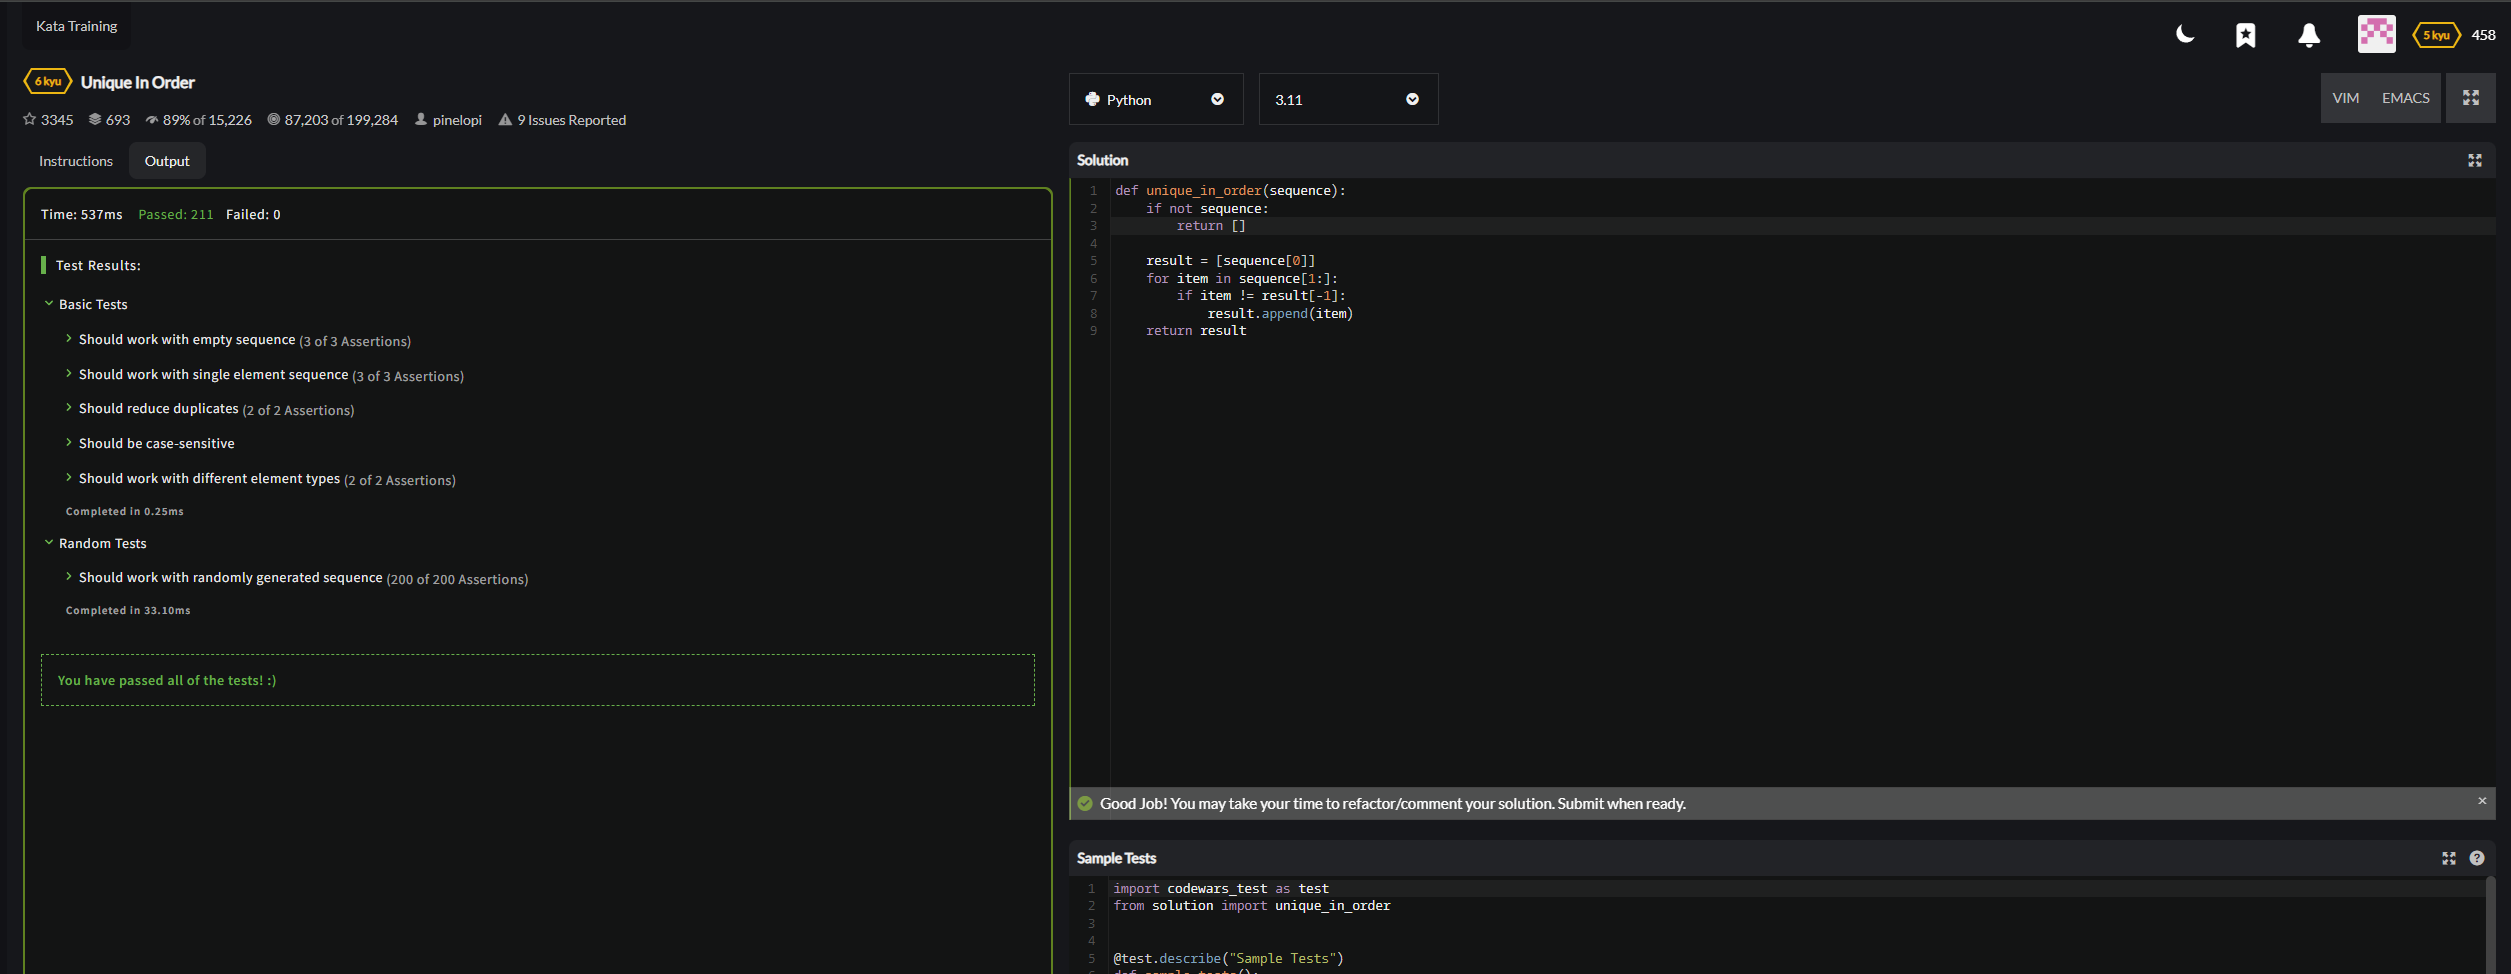 Kata Training
5 kyu 458
6 kyu Unique In Order
3345 693 89% of 15,226 87,203 of 199,284 pinelopi 9 Issues Reported
Instructions Output
Time: 537ms Passed: 211 Failed: 0
Test Results:
Basic Tests
Should work with empty sequence (3 of 3 Assertions)
Should work with single element sequence (3 of 3 Assertions)
Should reduce duplicates (2 of 2 Assertions)
Should be case-sensitive
Should work with different element types (2 of 2 Assertions)
Completed in 0.25ms
Random Tests
Should work with randomly generated sequence (200 of 200 Assertions)
Completed in 33.10ms
You have passed all of the tests! :)
Python 3.11 VIM EMACS
Solution
1 def unique_in_order(sequence):
2     if not sequence:
3         return []
4
5     result = [sequence[0]]
6     for item in sequence[1:]:
7         if item != result[-1]:
8             result.append(item)
9     return result
Good Job! You may take your time to refactor/comment your solution. Submit when ready.
Sample Tests
1 import codewars_test as test
2 from solution import unique_in_order
3
4
5 @test.describe("Sample Tests")
6 def sample_tests():